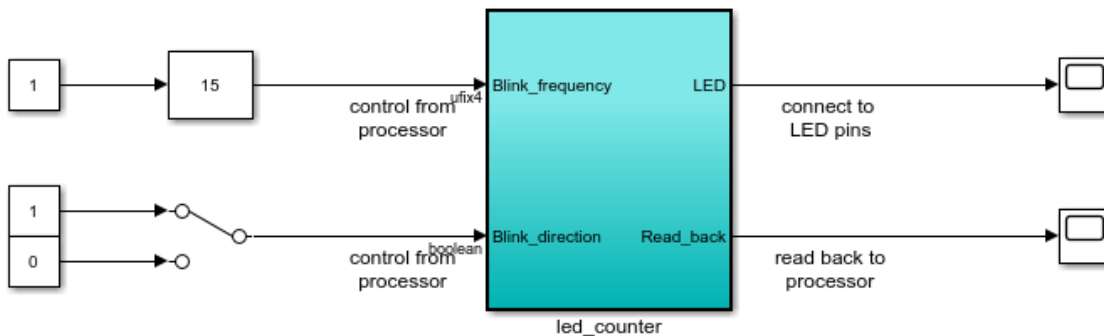 1
15
control from
processor
ufix4
Blink_frequency
LED
connect to
LED pins
1
0
control from
processor
boolean
Blink_direction
Read_back
read back to
processor
led_counter